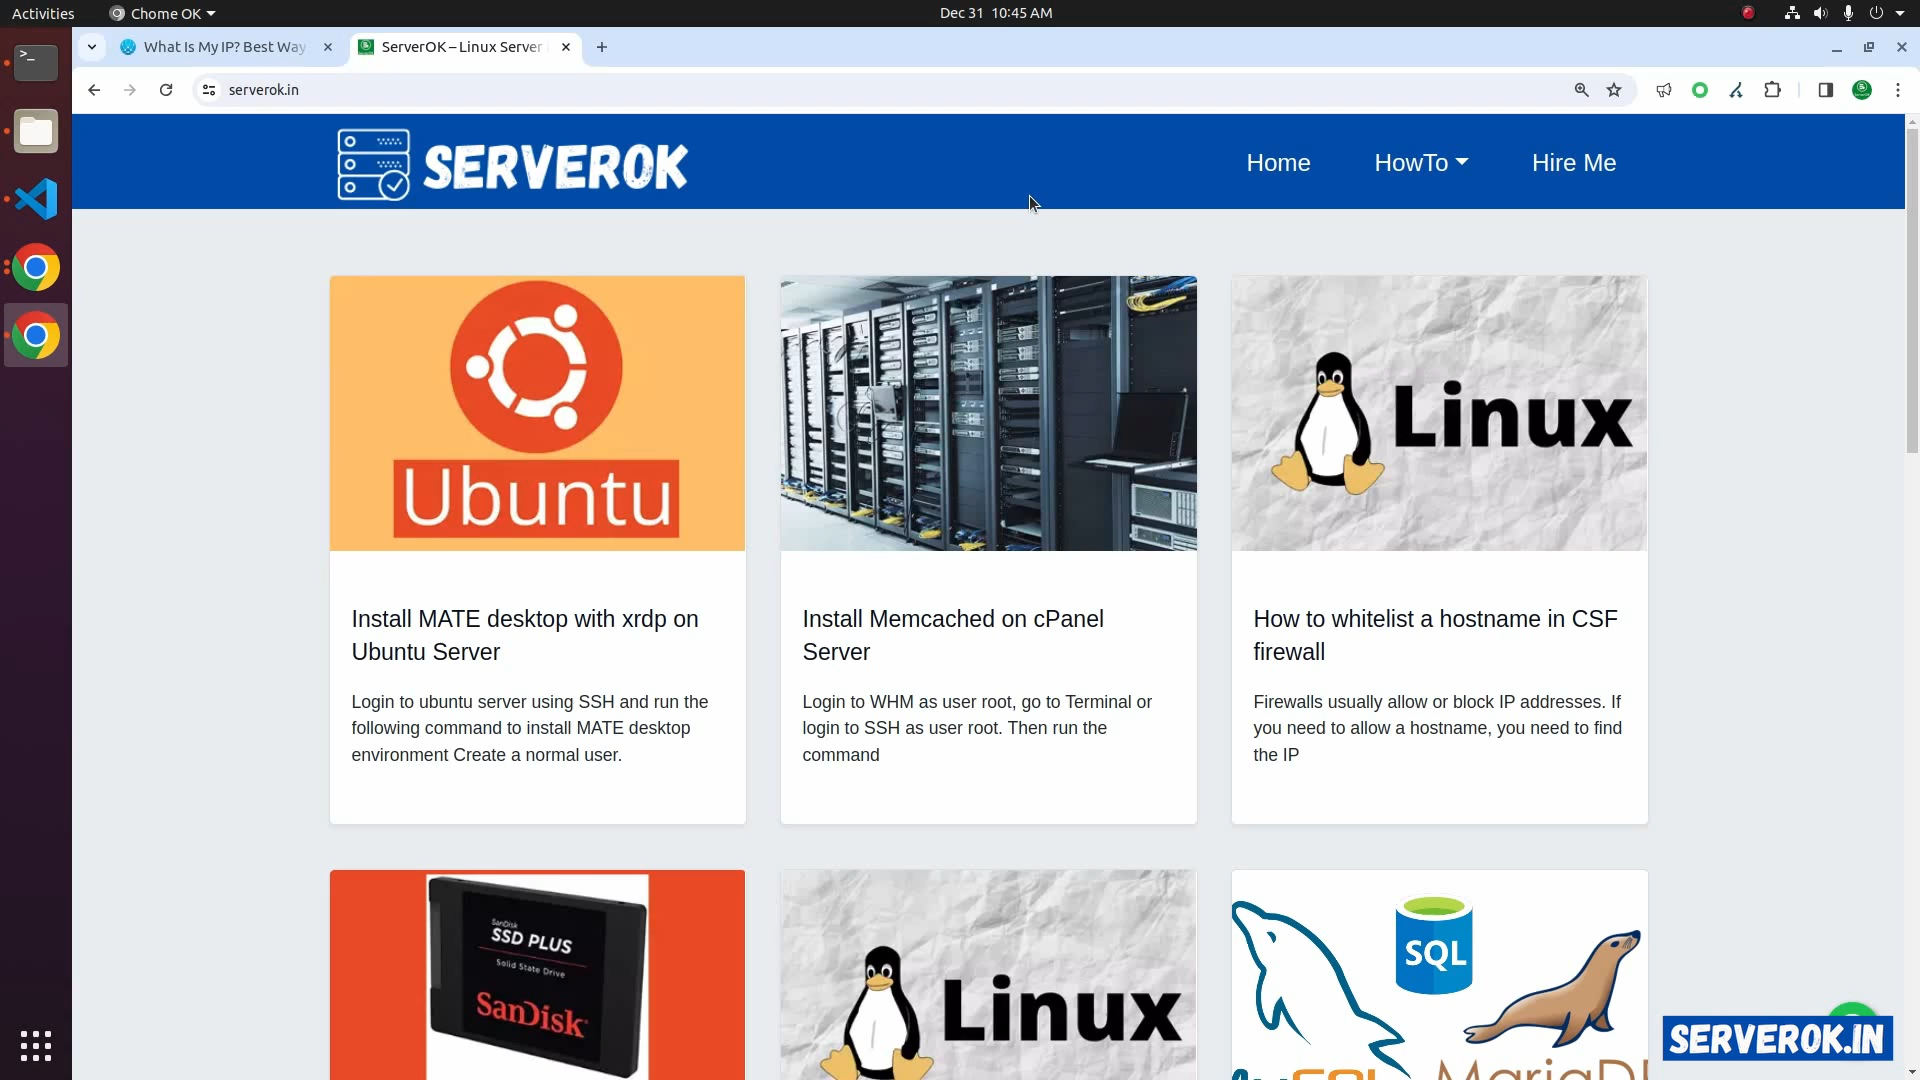 Activities
Chome OK
Dec 31 10:45 AM
What Is My IP? Best Way
ServerOK – Linux Server
serverok.in
SERVEROK
Home
HowTo
Hire Me
Ubuntu
Linux
Install MATE desktop with xrdp on
Ubuntu Server
Login to ubuntu server using SSH and run the
following command to install MATE desktop
environment Create a normal user.
Install Memcached on cPanel
Server
Login to WHM as user root, go to Terminal or
login to SSH as user root. Then run the
command
How to whitelist a hostname in CSF
firewall
Firewalls usually allow or block IP addresses. If
you need to allow a hostname, you need to find
the IP
SanDisk
SSD PLUS
Solid State Drive
SanDisk
Linux
SQL
SERVEROK.IN